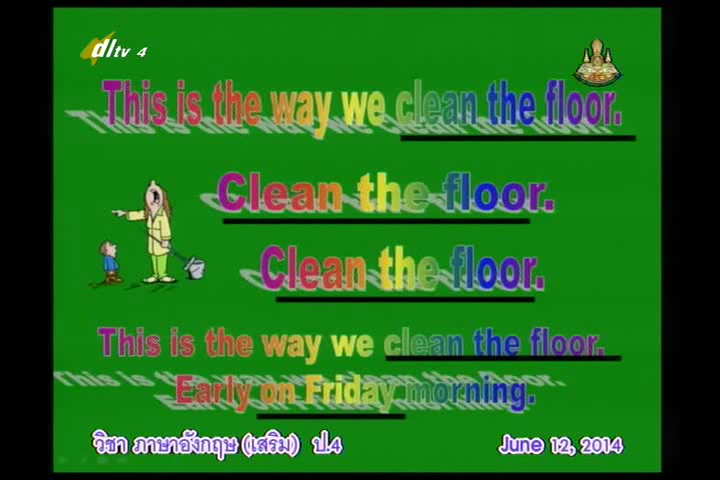 dltv 4
This is the way we clean the floor.
Clean the floor.
Clean the floor.
This is the way we clean the floor.
Early on Friday morning.
วิชา ภาษาอังกฤษ (เสริม) ป.4
June 12, 2014